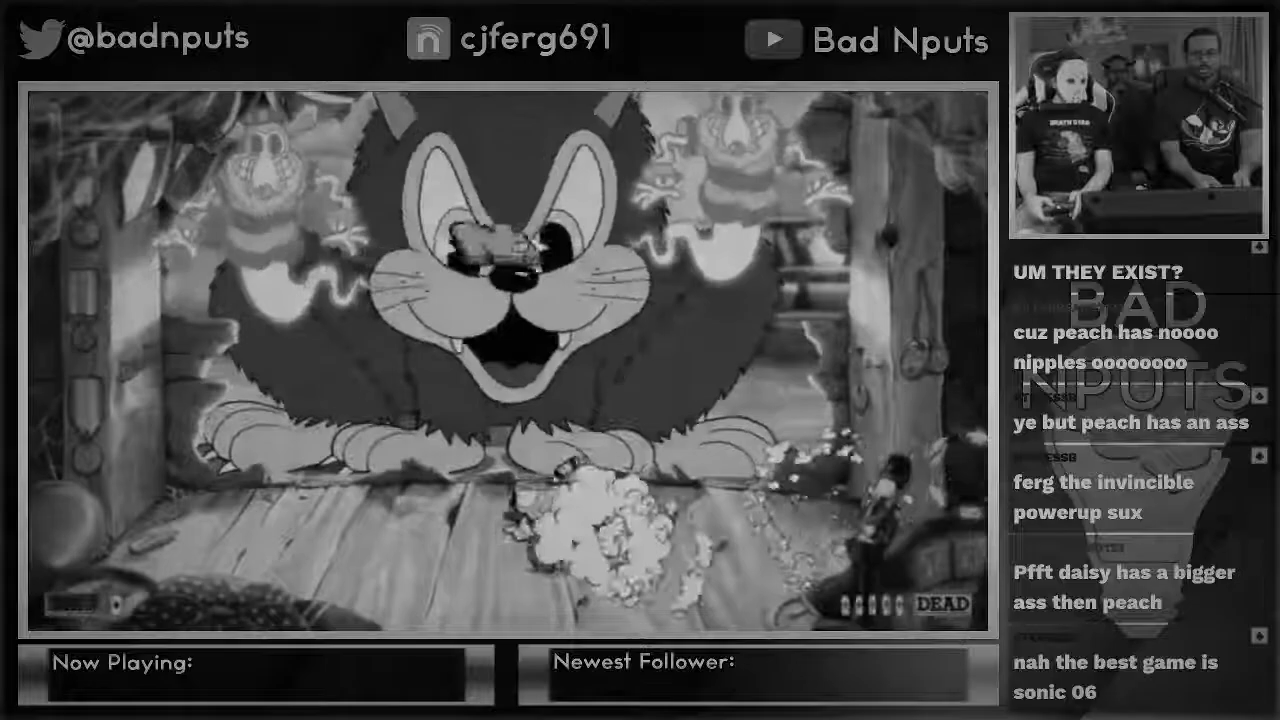 @badnputs
cjferg691
Bad Nputs
UM THEY EXIST?
BAD
cuz peach has noooo
nipples oooooooo
NPUTS
ye but peach has an ass
ferg the invincible
powerup sux
Pfft daisy has a bigger
ass then peach
nah the best game is
sonic 06
DEAD
Now Playing:
Newest Follower: